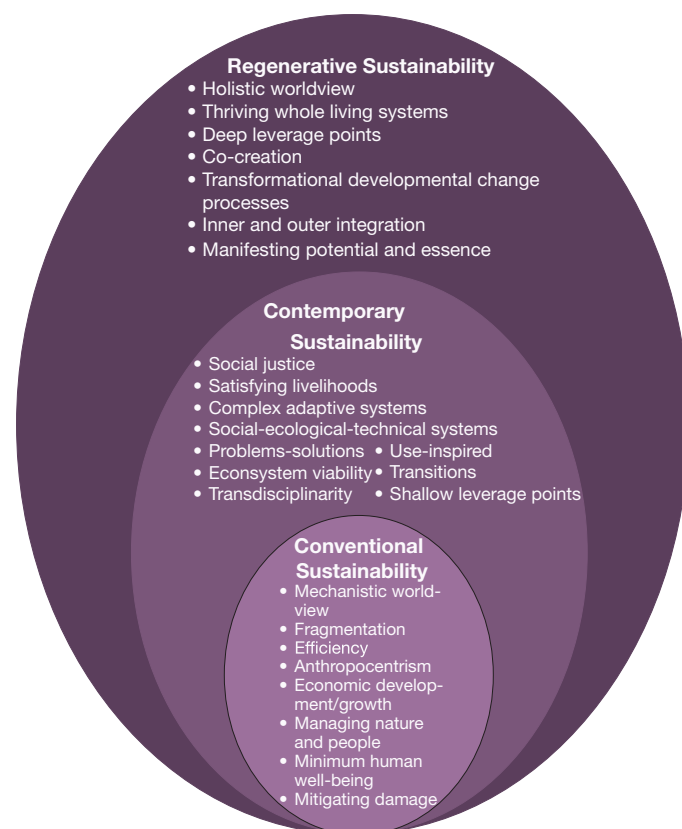 Regenerative Sustainability
• Holistic worldview
• Thriving whole living systems
• Deep leverage points
• Co-creation
• Transformational developmental change
processes
• Inner and outer integration
• Manifesting potential and essence
Contemporary
Sustainability
• Social justice
• Satisfying livelihoods
• Complex adaptive systems
• Social-ecological-technical systems
• Problems-solutions • Use-inspired
• Econsystem viability • Transitions
• Transdisciplinarity • Shallow leverage points
Conventional
Sustainability
• Mechanistic world-
view
• Fragmentation
• Efficiency
• Anthropocentrism
• Economic develop-
ment/growth
• Managing nature
and people
• Minimum human
well-being
• Mitigating damage